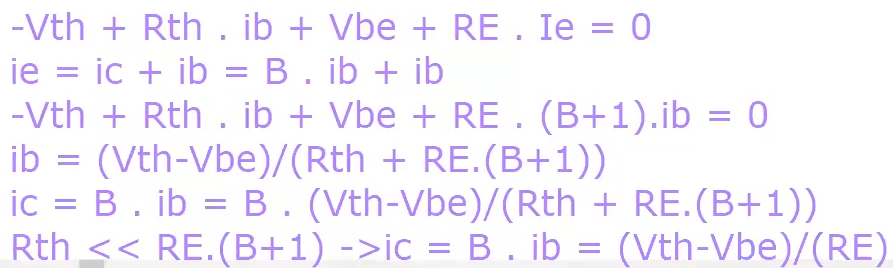 -Vth + Rth . ib + Vbe + RE . Ie = 0
ie = ic + ib = B . ib + ib
-Vth + Rth . ib + Vbe + RE . (B+1).ib = 0
ib = (Vth-Vbe)/(Rth + RE.(B+1))
ic = B . ib = B . (Vth-Vbe)/(Rth + RE.(B+1))
Rth << RE.(B+1) ->ic = B . ib = (Vth-Vbe)/(RE)